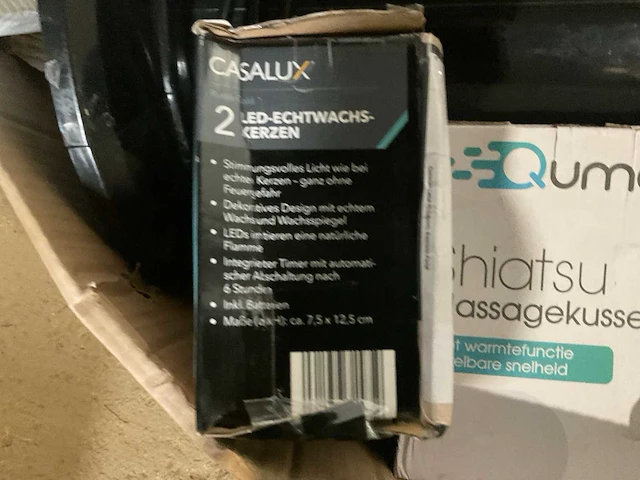 CASALUX
2 LED-ECHTWACHS-
KERZEN
• Stimmungsvolles Licht wie bei
echten Kerzen – ganz ohne
Feuergefahr
• Dekoratives Design mit echtem
Wachs und Wachsspiegel
• LEDs imitieren eine natürliche
Flamme
• Integrierter Timer mit automati-
scher Abschaltung nach
6 Stunden
• Inkl. Batterien
• Maße (ø x H): ca. 7,5 x 12,5 cm
Qume
Shiatsu
assagekusse
t warmtefunctie
elbare snelheid